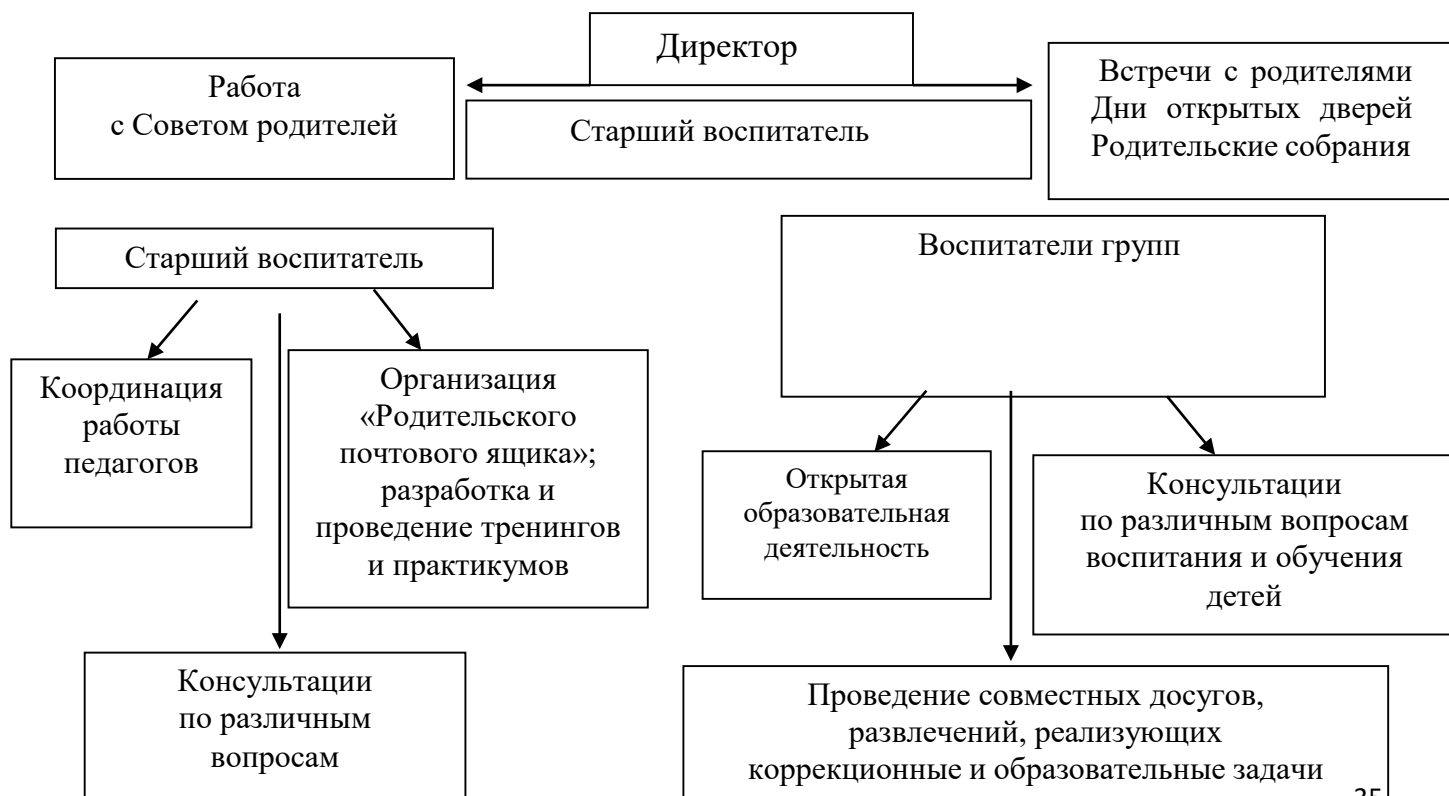 Директор
Работа
с Советом родителей
Старший воспитатель
Встречи с родителями
Дни открытых дверей
Родительские собрания
Старший воспитатель
Воспитатели групп
Координация
работы
педагогов
Организация
«Родительского
почтового ящика»;
разработка и
проведение тренингов
и практикумов
Открытая
образовательная
деятельность
Консультации
по различным вопросам
воспитания и обучения
детей
Консультации
по различным
вопросам
Проведение совместных досугов,
развлечений, реализующих
коррекционные и образовательные задачи
35